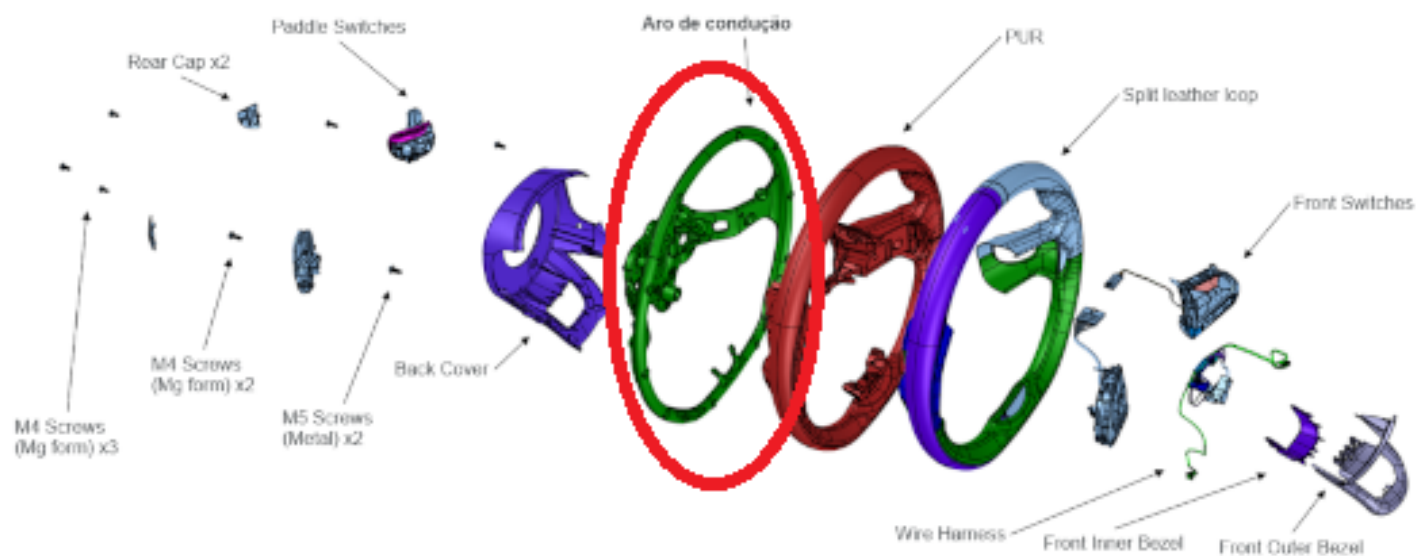 Paddle Switches
Aro de condução
PUR
Rear Cap x2
Split leather loop
Front Switches
M4 Screws
(Mg form) x2
Back Cover
M4 Screws
(Mg form) x3
M5 Screws
(Metal) x2
Wire Harness
Front Inner Bezel
Front Outer Bezel